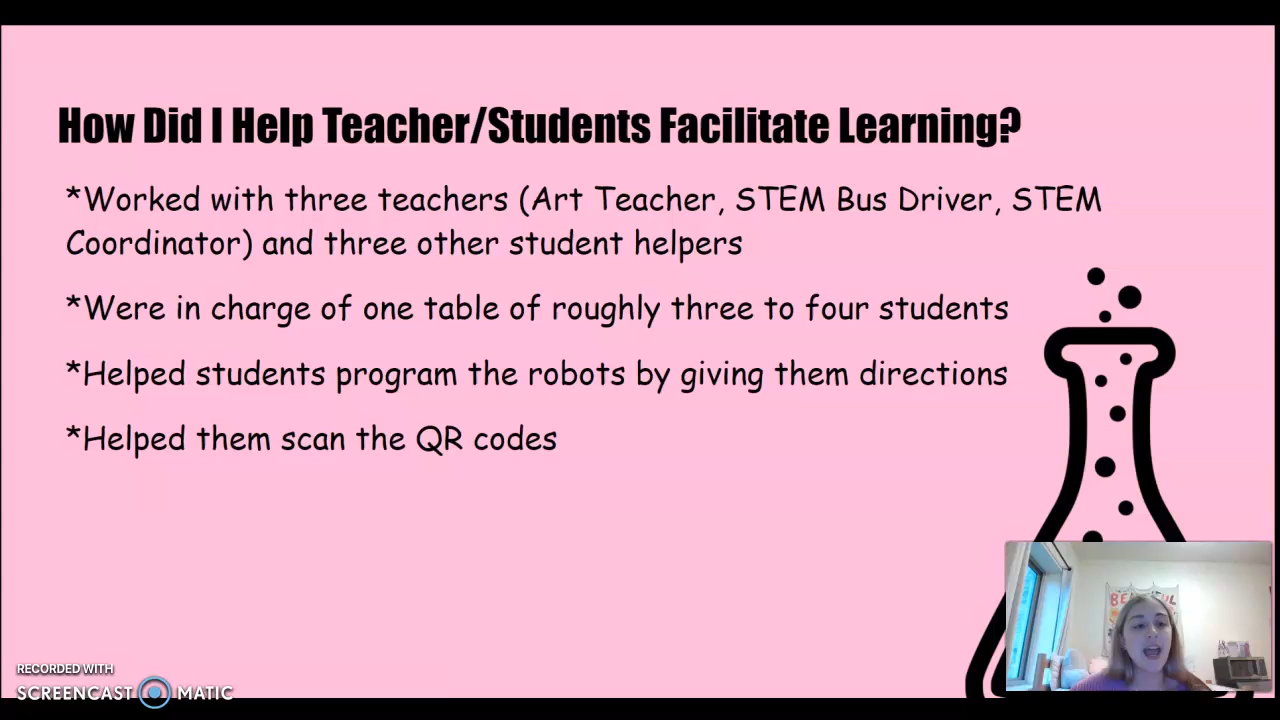 How Did I Help Teacher/Students Facilitate Learning?
*Worked with three teachers (Art Teacher, STEM Bus Driver, STEM
Coordinator) and three other student helpers
*Were in charge of one table of roughly three to four students
*Helped students program the robots by giving them directions
*Helped them scan the QR codes
RECORDED WITH
SCREENCAST MATIC